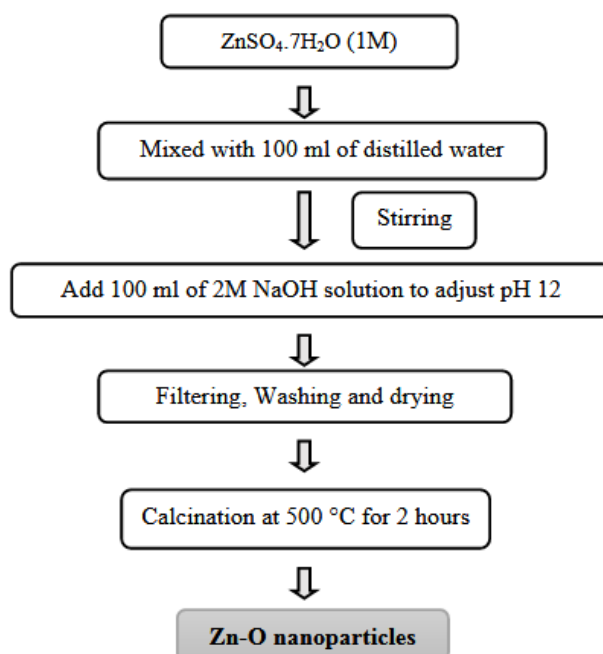 ZnSO₄.7H₂O (1M)
Mixed with 100 ml of distilled water
Stirring
Add 100 ml of 2M NaOH solution to adjust pH 12
Filtering, Washing and drying
Calcination at 500 °C for 2 hours
Zn-O nanoparticles